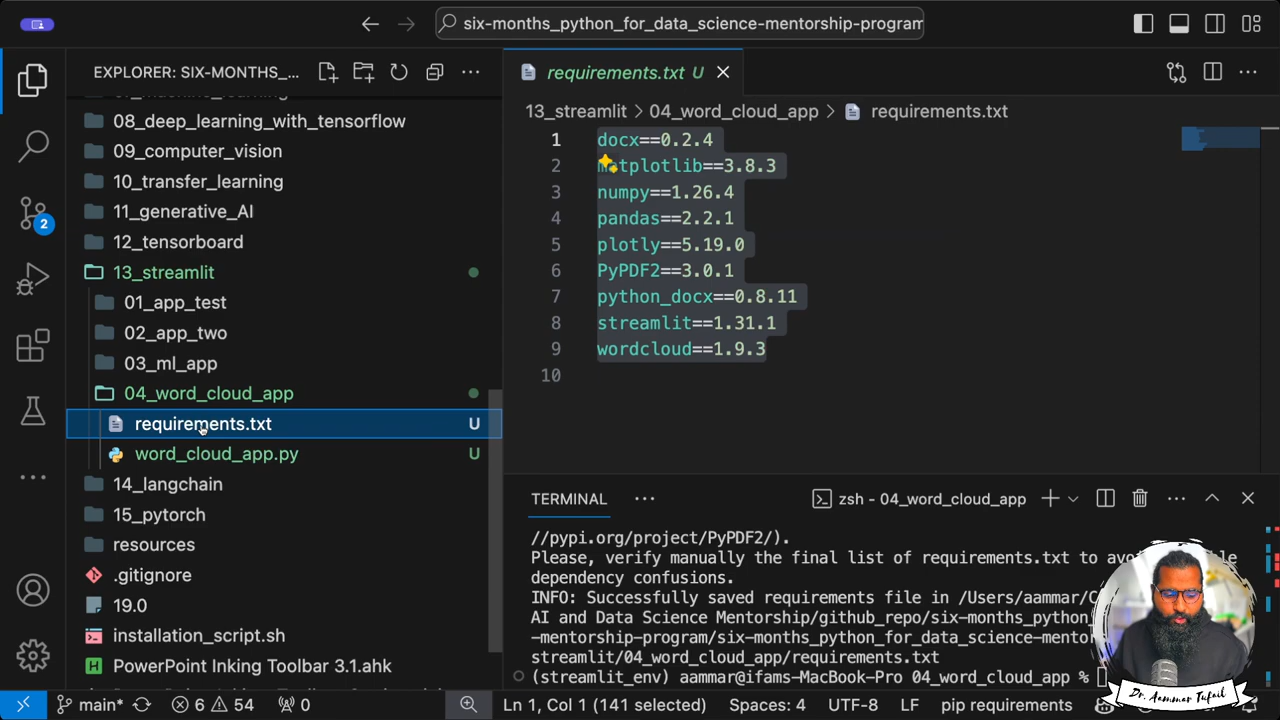 six-months_python_for_data_science-mentorship-program
EXPLORER: SIX-MONTHS_...
08_deep_learning_with_tensorflow
09_computer_vision
10_transfer_learning
11_generative_AI
12_tensorboard
13_streamlit
01_app_test
02_app_two
03_ml_app
04_word_cloud_app
requirements.txt U
word_cloud_app.py U
14_langchain
15_pytorch
resources
.gitignore
19.0
installation_script.sh
PowerPoint Inking Toolbar 3.1.ahk
2
requirements.txt U
13_streamlit > 04_word_cloud_app > requirements.txt
1 docx==0.2.4
2 matplotlib==3.8.3
3 numpy==1.26.4
4 pandas==2.2.1
5 plotly==5.19.0
6 PyPDF2==3.0.1
7 python_docx==0.8.11
8 streamlit==1.31.1
9 wordcloud==1.9.3
10
TERMINAL ... zsh - 04_word_cloud_app
//pypi.org/project/PyPDF2/).
Please, verify manually the final list of requirements.txt to
dependency confusions.
INFO: Successfully saved requirements file in /Users/aammar/
AI and Data Science Mentorship/github_repo/six-months_python_
-mentorship-program/six-months_python_for_data_science-mentor
streamlit/04_word_cloud_app/requirements.txt
(streamlit_env) aammar@ifams-MacBook-Pro 04_word_cloud_app %
Dr. Aammar Tufail
main* 6 54 0 Ln 1, Col 1 (141 selected) Spaces: 4 UTF-8 LF pip requirements